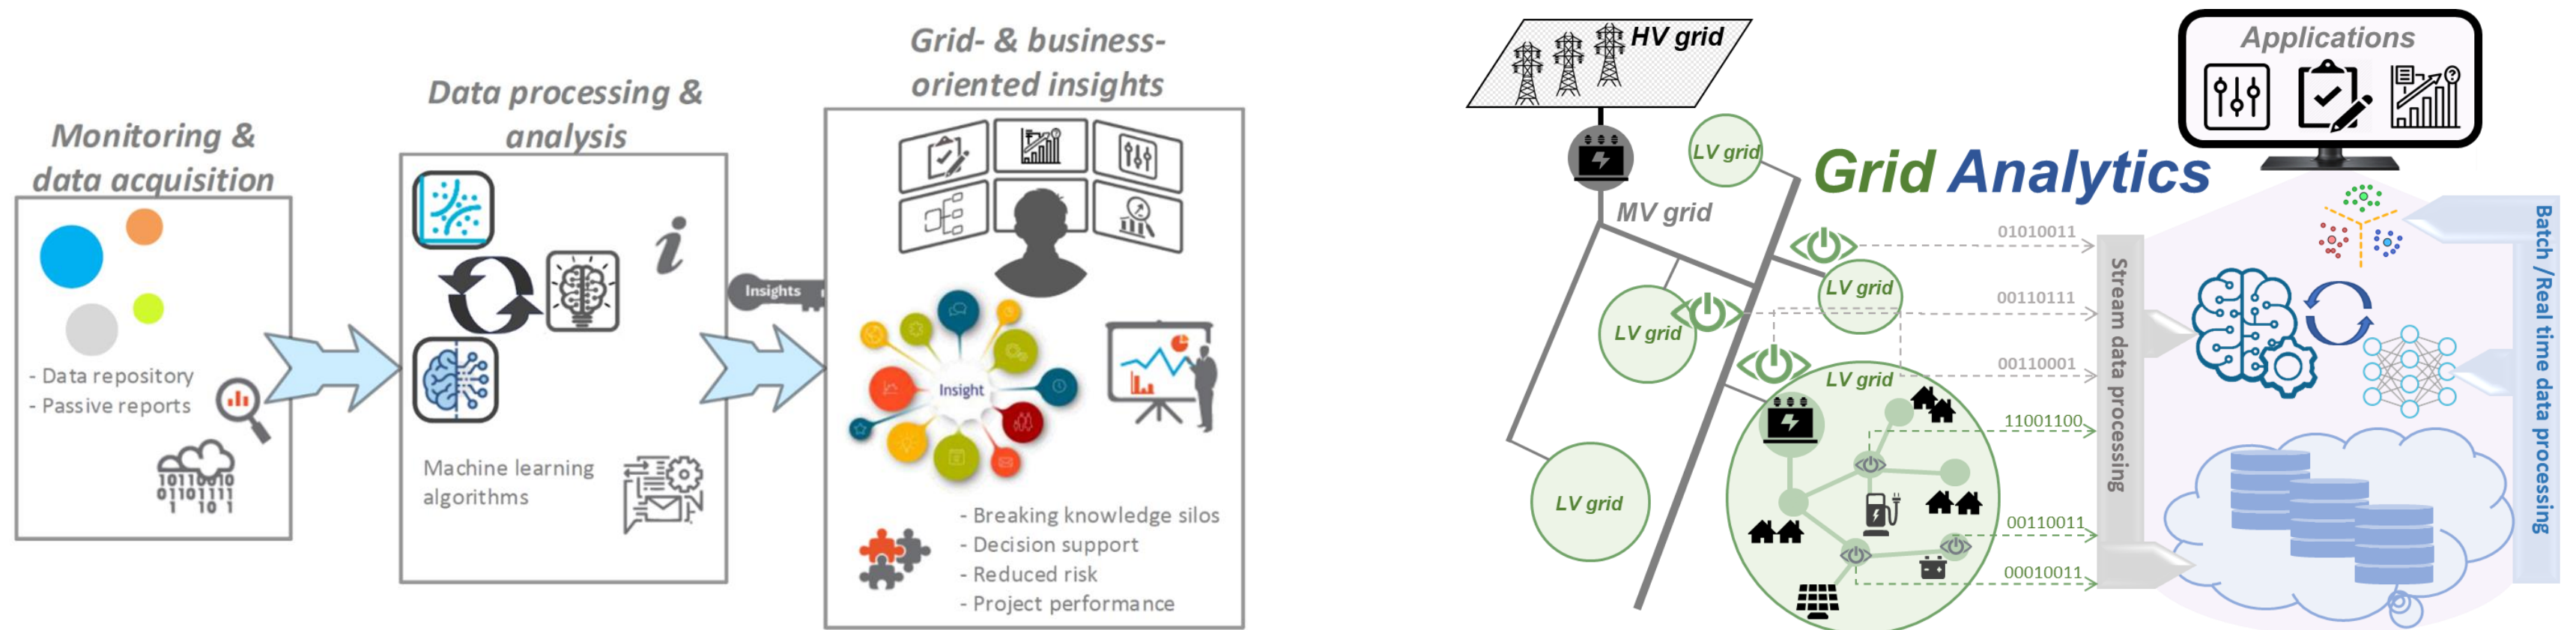 Monitoring &
data acquisition
- Data repository
- Passive reports
10110010
01101111
1 10 1
Data processing &
analysis
i
Machine learning
algorithms
Insights
Grid- & business-
oriented insights
Insight
- Breaking knowledge silos
- Decision support
- Reduced risk
- Project performance
HV grid
MV grid
LV grid
LV grid
LV grid
LV grid
LV grid
Grid Analytics
01010011
00110111
00110001
11001100
00110011
00010011
Stream data processing
Applications
Batch /Real time data processing